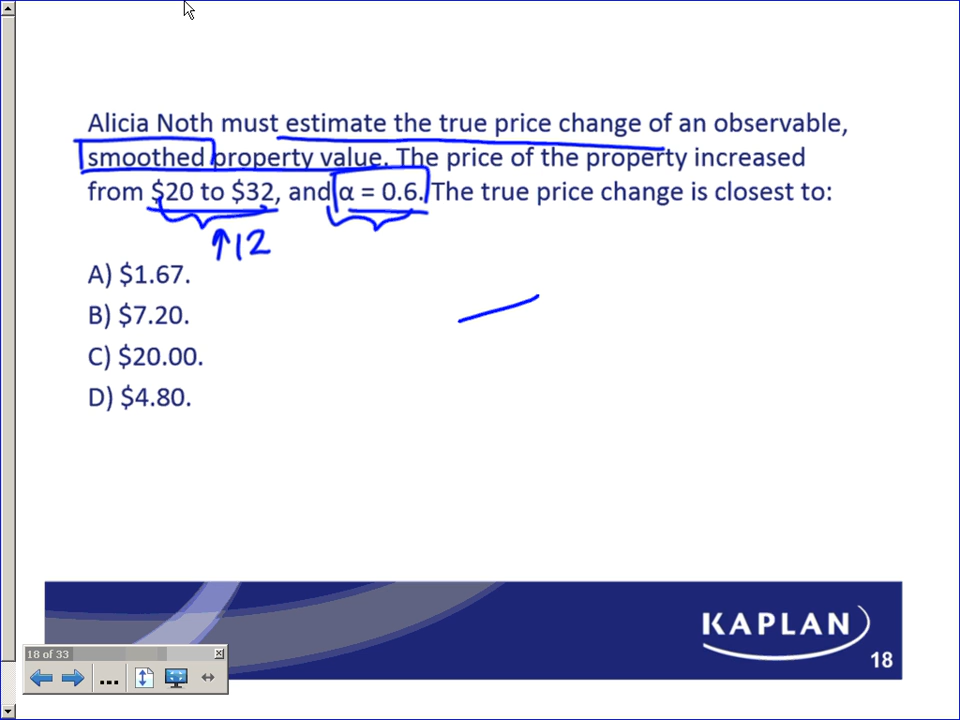 Alicia Noth must estimate the true price change of an observable,
smoothed property value. The price of the property increased
from $20 to $32, and α = 0.6. The true price change is closest to:
↑12
A) $1.67.
B) $7.20.
C) $20.00.
D) $4.80.
KAPLAN
18
18 of 33
...